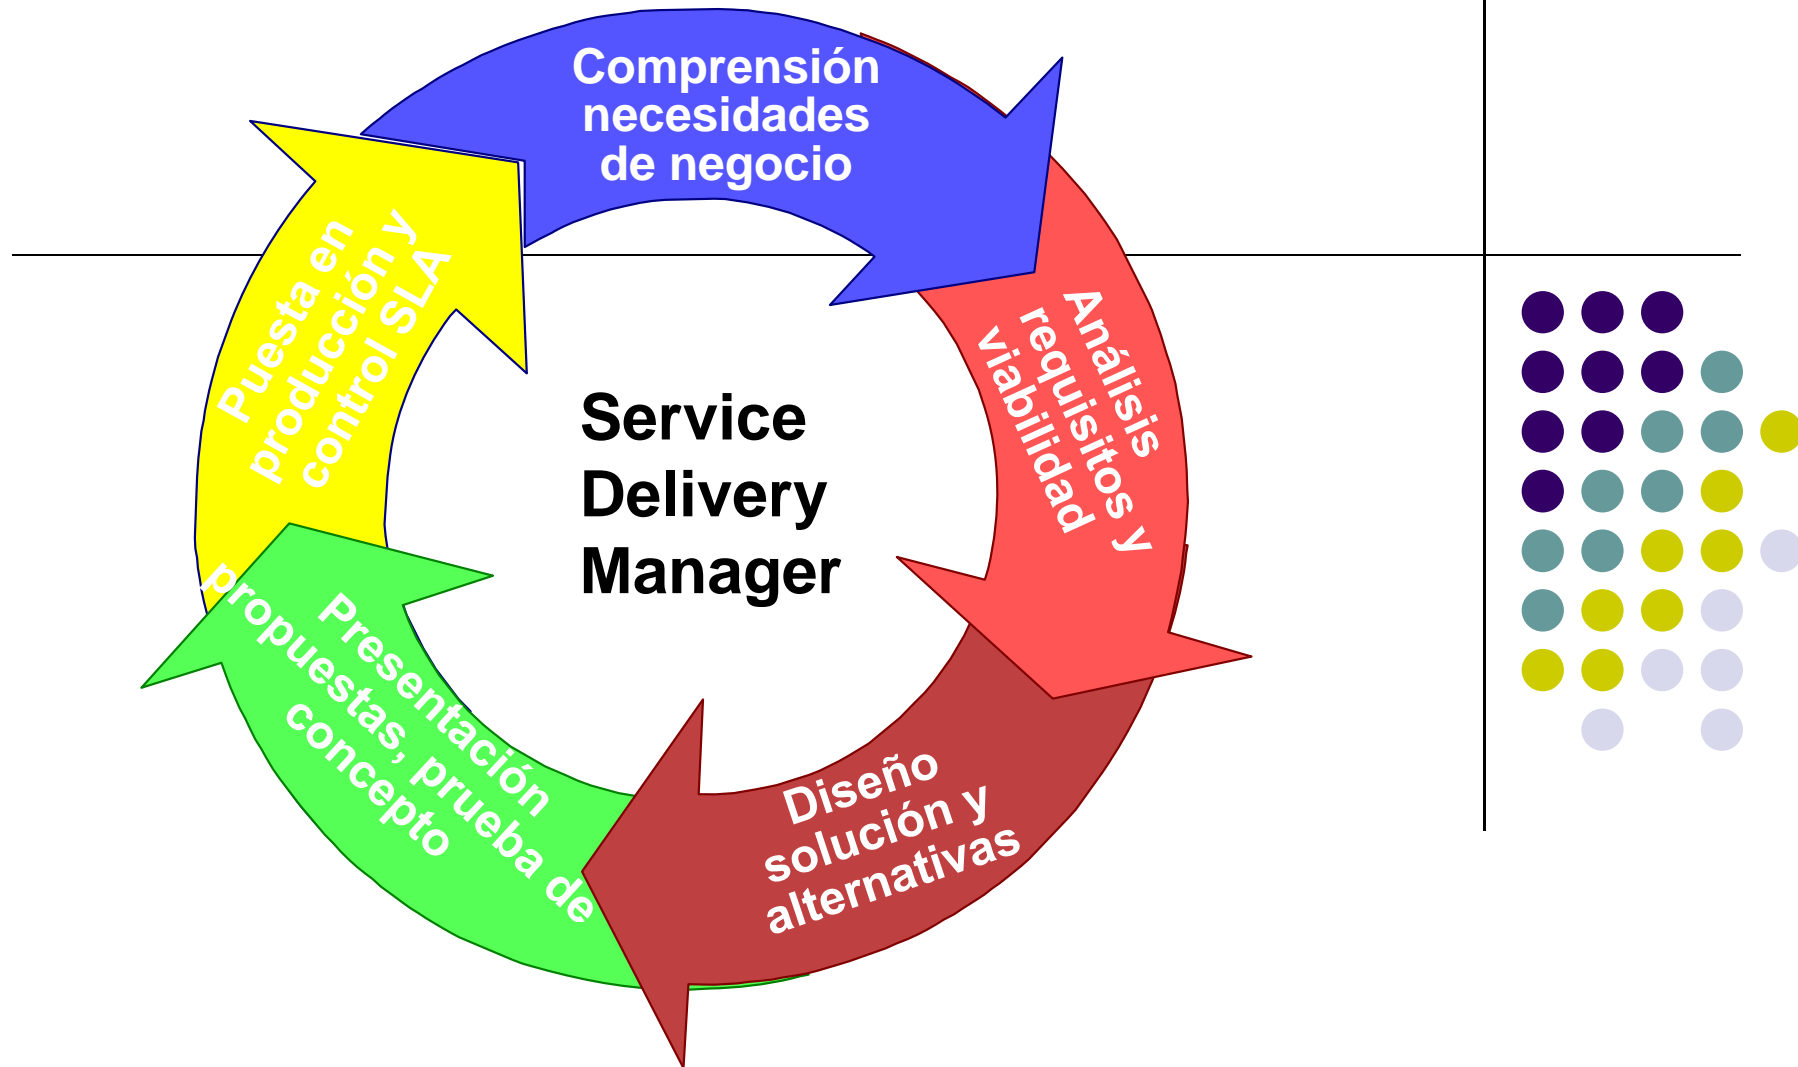 Comprensión
necesidades
de negocio
Análisis
requisitos y
viabilidad
Diseño
solución y
alternativas
Presentación
propuestas, prueba de
concepto
Puesta en
producción y
control SLA
Service
Delivery
Manager